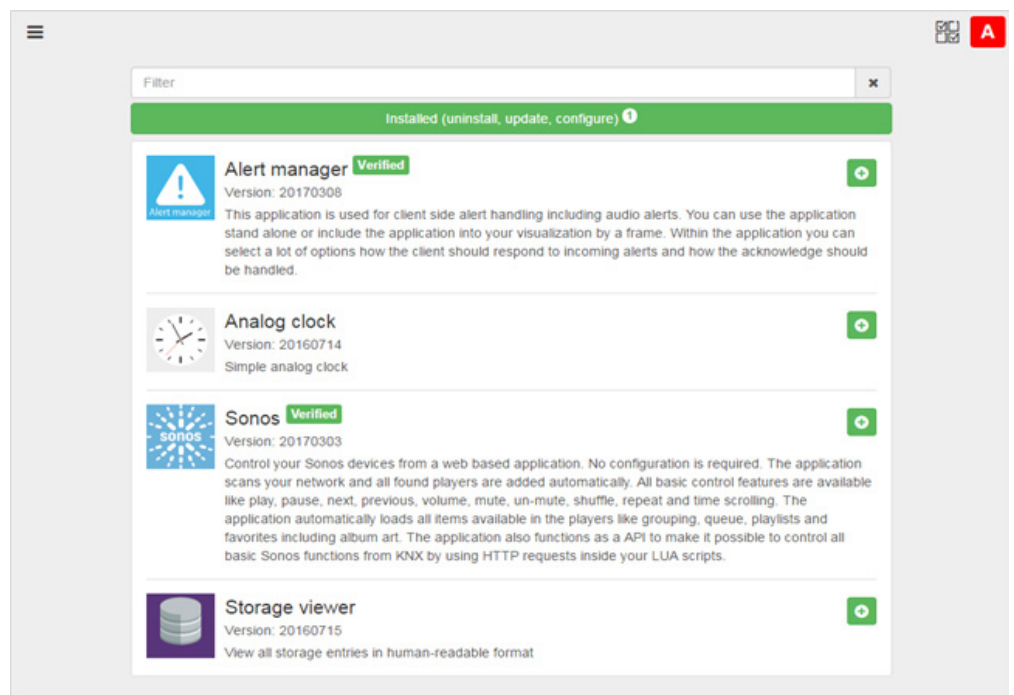 A
Filter
Installed (uninstall, update, configure) 1
Alert manager Verified
Alert manager
Version: 20170308
This application is used for client side alert handling including audio alerts. You can use the application
stand alone or include the application into your visualization by a frame. Within the application you can
select a lot of options how the client should respond to incoming alerts and how the acknowledge should
be handled.
Analog clock
Version: 20160714
Simple analog clock
sonos
Sonos Verified
Version: 20170303
Control your Sonos devices from a web based application. No configuration is required. The application
scans your network and all found players are added automatically. All basic control features are available
like play, pause, next, previous, volume, mute, un-mute, shuffle, repeat and time scrolling. The
application automatically loads all items available in the players like grouping, queue, playlists and
favorites including album art. The application also functions as a API to make it possible to control all
basic Sonos functions from KNX by using HTTP requests inside your LUA scripts.
Storage viewer
Version: 20160715
View all storage entries in human-readable format